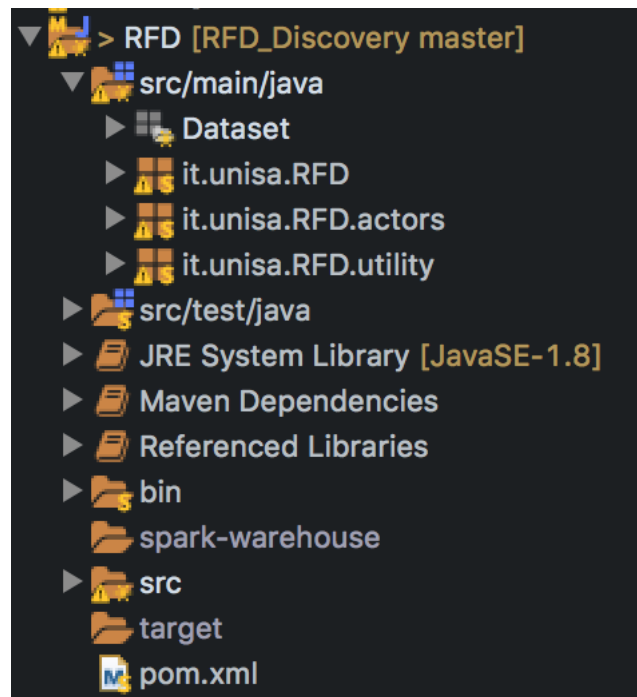 > RFD [RFD_Discovery master]
src/main/java
Dataset
it.unisa.RFD
it.unisa.RFD.actors
it.unisa.RFD.utility
src/test/java
JRE System Library [JavaSE-1.8]
Maven Dependencies
Referenced Libraries
bin
spark-warehouse
src
target
pom.xml